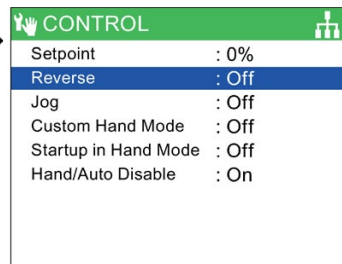 CONTROL
Setpoint : 0%
Reverse : Off
Jog : Off
Custom Hand Mode : Off
Startup in Hand Mode : Off
Hand/Auto Disable : On